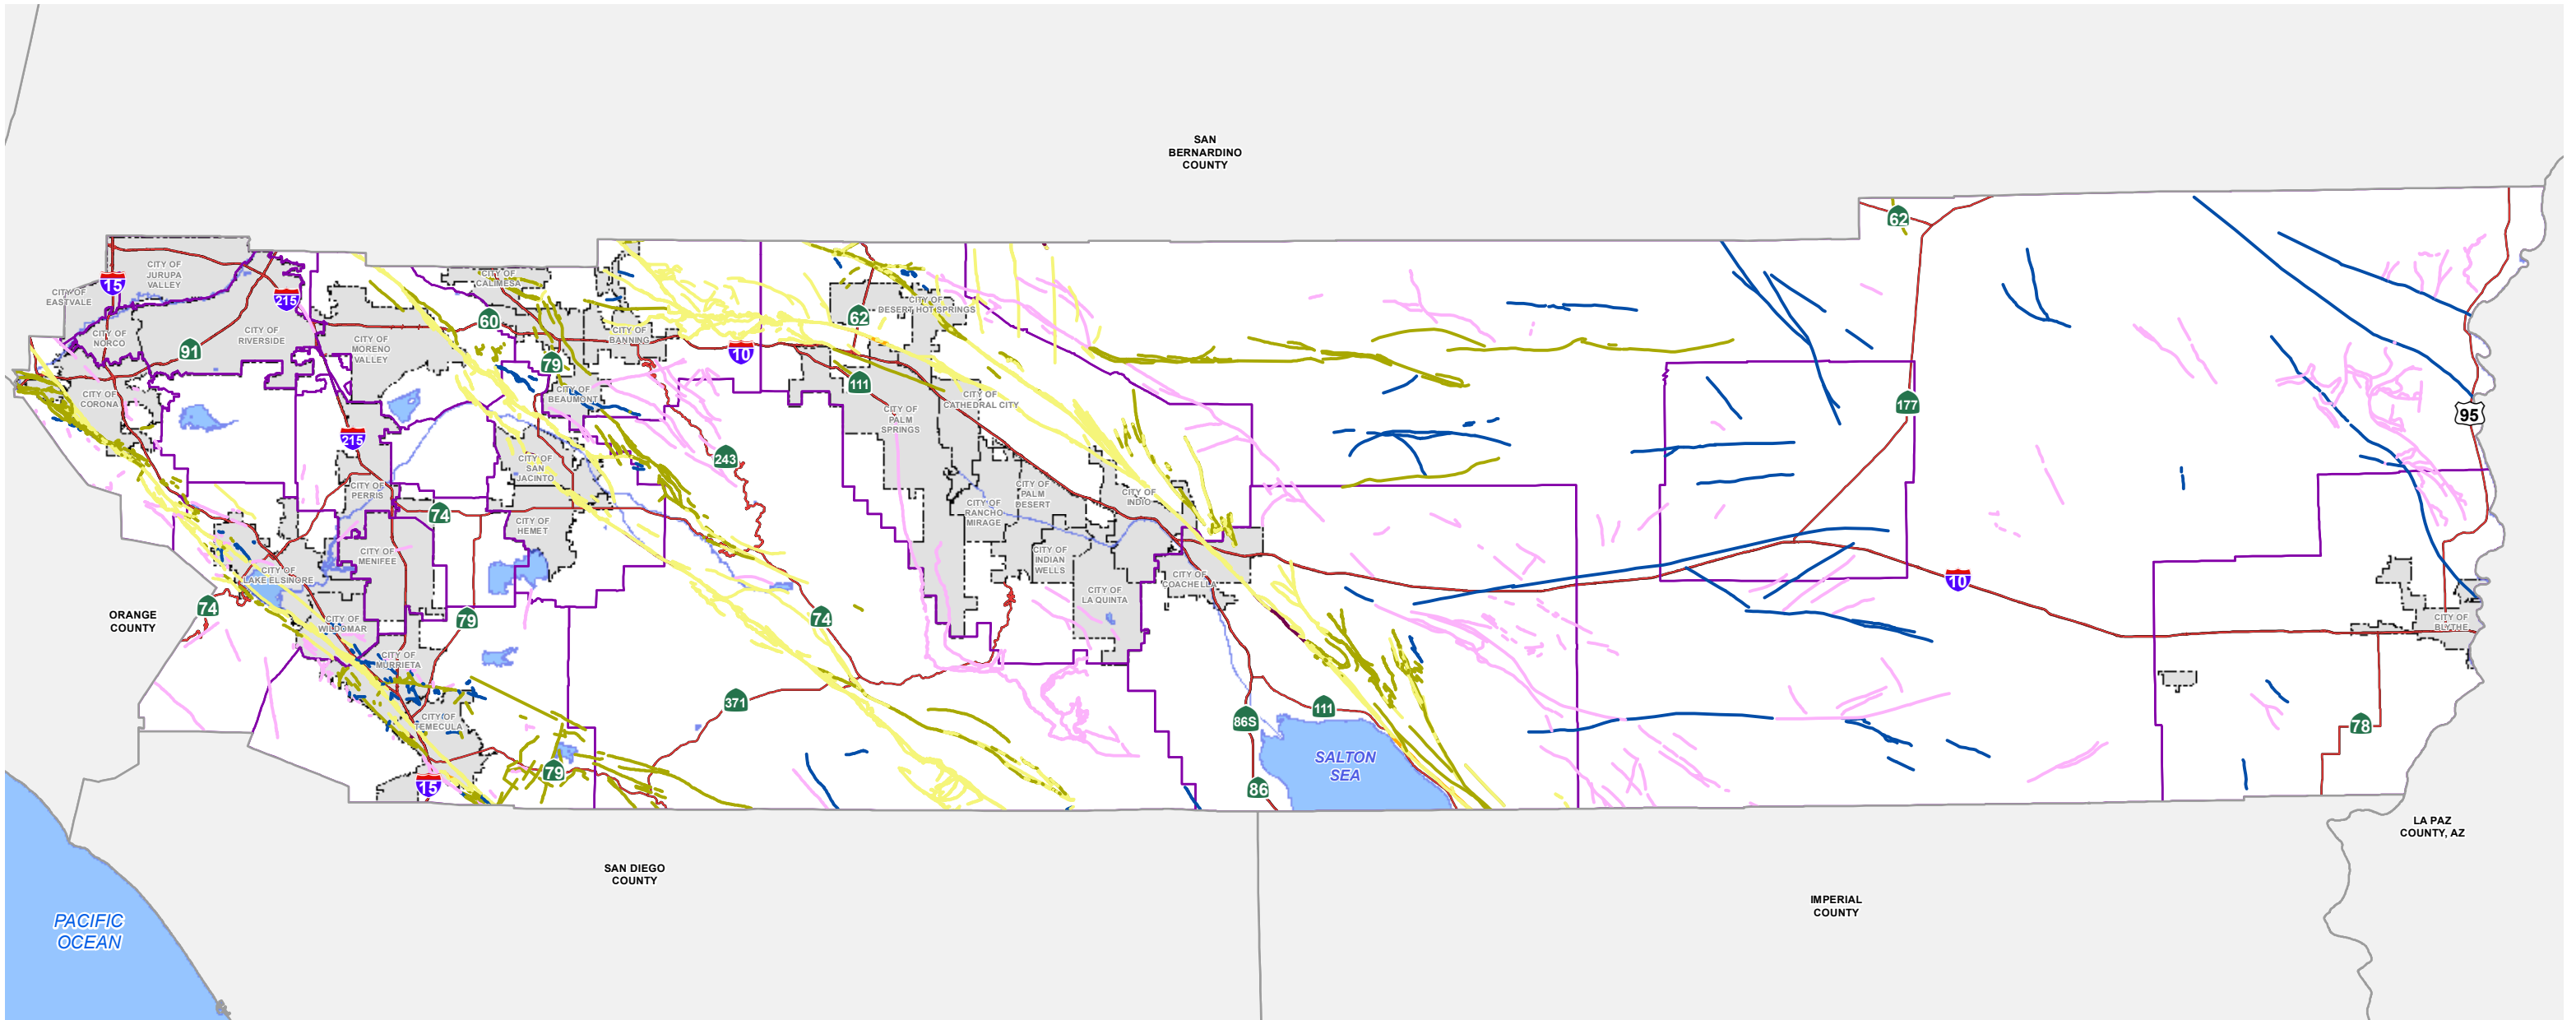 SAN
BERNARDINO
COUNTY
62
CITY OF
JURUPA
VALLEY
CITY OF
EASTVALE
15
215
CITY OF
CALIMESA
CITY OF
DESERT HOT SPRINGS
60
62
CITY OF
NORCO
CITY OF
RIVERSIDE
CITY OF
MORENO
VALLEY
CITY OF
BANNING
91
79
10
111
CITY OF
CORONA
CITY OF
BEAUMONT
CITY OF
CATHEDRAL CITY
177
95
CITY OF
PALM
SPRINGS
215
243
CITY OF
SAN
JACINTO
CITY OF
PERRIS
CITY OF
PALM
DESERT
CITY OF
INDIO
74
CITY OF
RANCHO
MIRAGE
CITY OF
HEMET
CITY OF
MENIFEE
CITY OF
INDIAN
WELLS
CITY OF
LAKE ELSINORE
CITY OF
COACHELLA
10
CITY OF
LA QUINTA
74
ORANGE
COUNTY
CITY OF
WILDOMAR
79
74
CITY OF
BLYTHE
CITY OF
MURRIETA
371
86S
111
CITY OF
TEMECULA
78
SALTON
SEA
79
15
86
LA PAZ
COUNTY, AZ
SAN DIEGO
COUNTY
IMPERIAL
COUNTY
PACIFIC
OCEAN